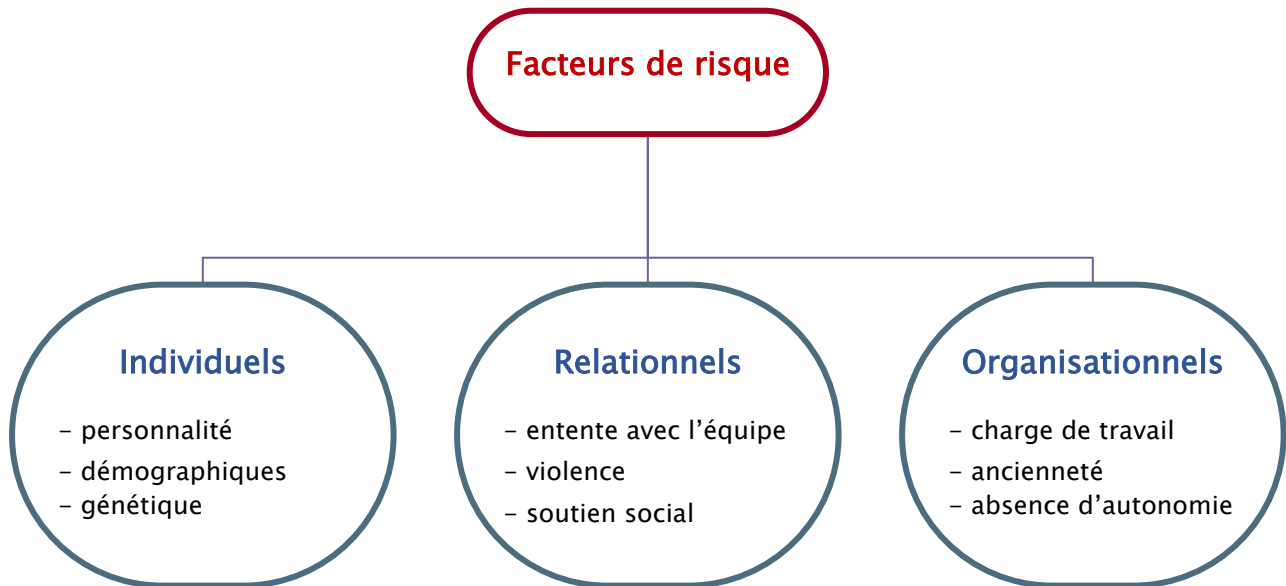 Facteurs de risque
Individuels
– personnalité
– démographiques
– génétique
Relationnels
– entente avec l’équipe
– violence
– soutien social
Organisationnels
– charge de travail
– ancienneté
– absence d’autonomie